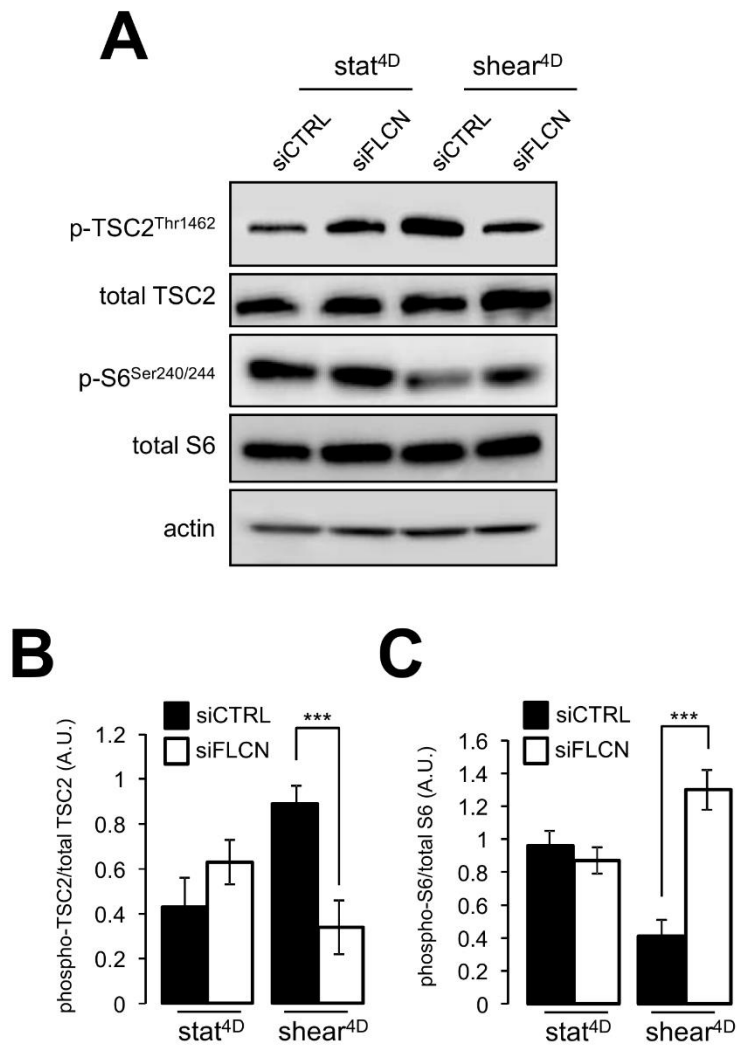 A
stat4D shear4D
siCTRL siFLCN siCTRL siFLCN
p-TSC2Thr1462
total TSC2
p-S6Ser240/244
total S6
actin
B
siCTRL
siFLCN
***
phospho-TSC2/total TSC2 (A.U.)
1.2
1
0.8
0.6
0.4
0.2
0
stat4D shear4D
C
siCTRL
siFLCN
***
phospho-S6/total S6 (A.U.)
1.6
1.4
1.2
1
0.8
0.6
0.4
0.2
0
stat4D shear4D